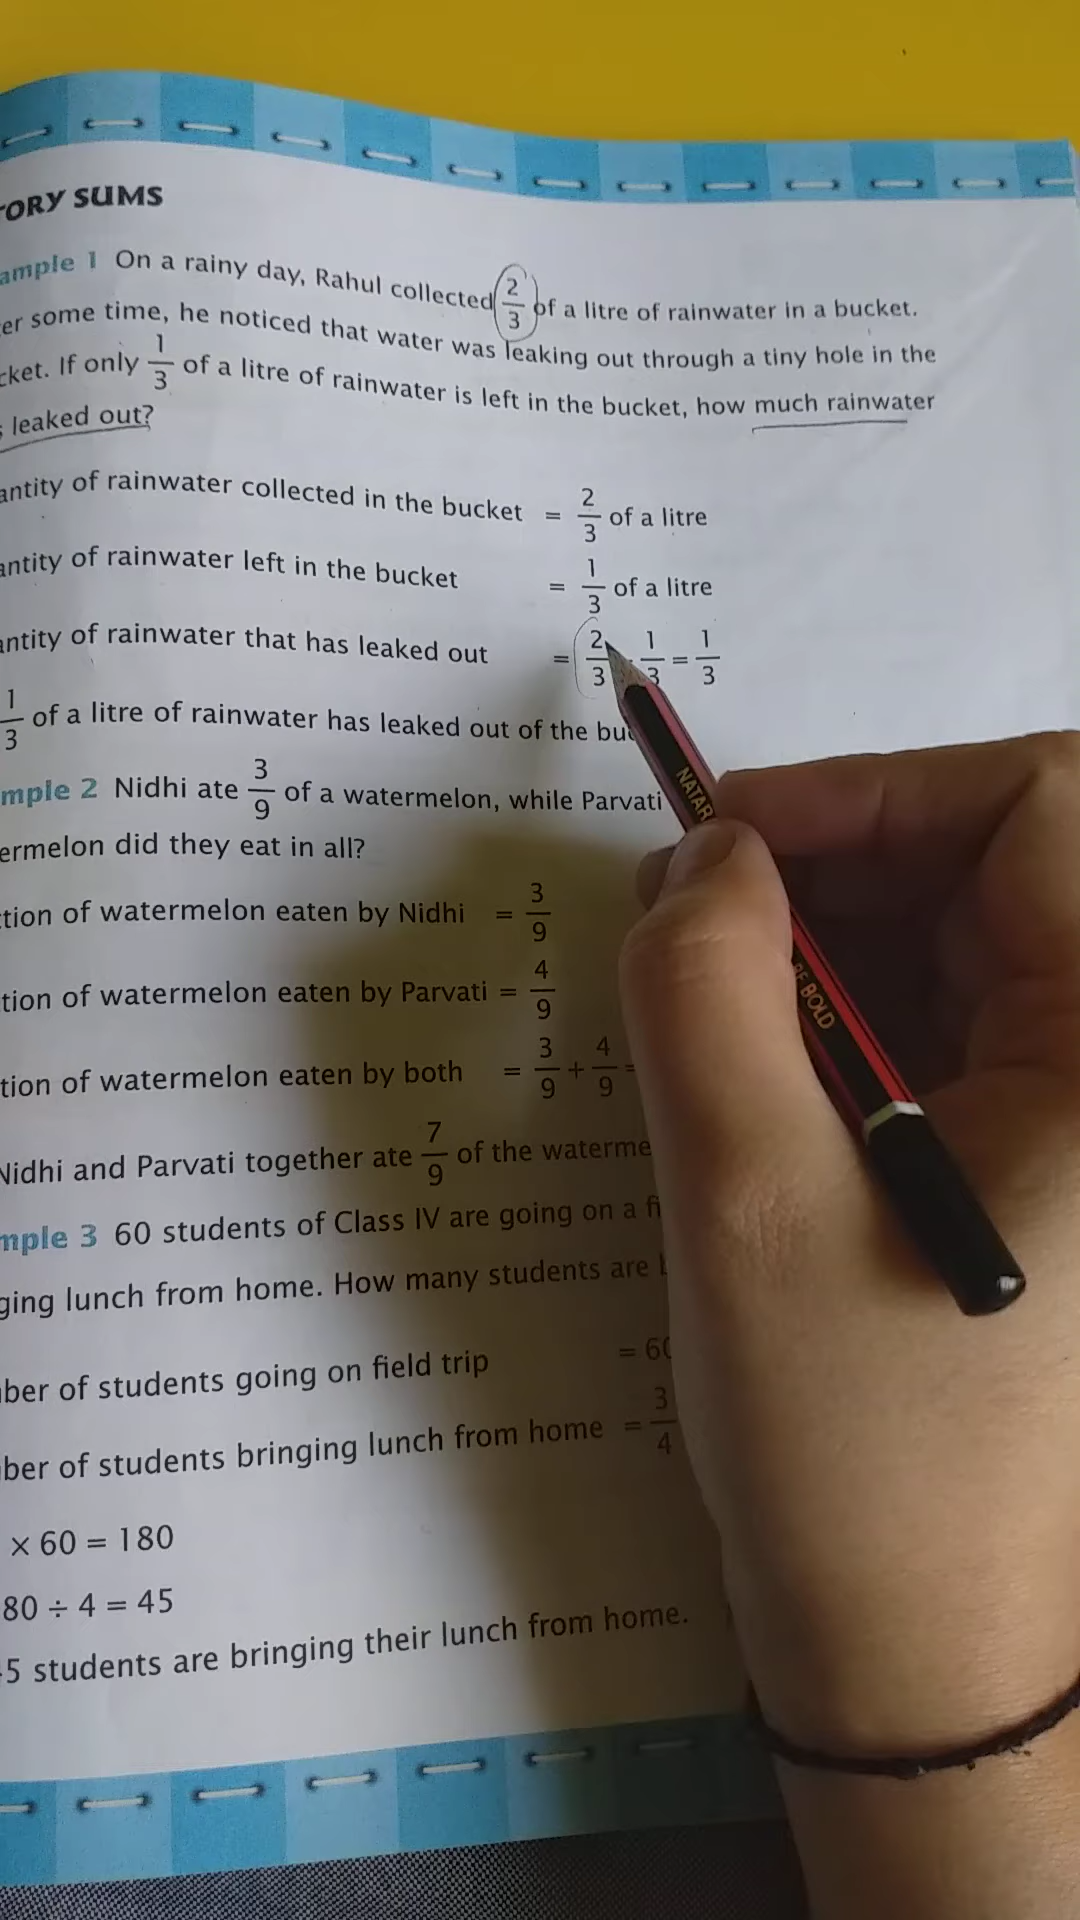 ORY SUMS
ample 1 On a rainy day, Rahul collected 2/3 of a litre of rainwater in a bucket.
er some time, he noticed that water was leaking out through a tiny hole in the
cket. If only 1/3 of a litre of rainwater is left in the bucket, how much rainwater
s leaked out?
antity of rainwater collected in the bucket = 2/3 of a litre
antity of rainwater left in the bucket = 1/3 of a litre
antity of rainwater that has leaked out = 2/3 - 1/3 = 1/3
1/3 of a litre of rainwater has leaked out of the bu
mple 2 Nidhi ate 3/9 of a watermelon, while Parvati
ermelon did they eat in all?
tion of watermelon eaten by Nidhi = 3/9
tion of watermelon eaten by Parvati = 4/9
tion of watermelon eaten by both = 3/9 + 4/9 =
Nidhi and Parvati together ate 7/9 of the waterme
mple 3 60 students of Class IV are going on a fi
ging lunch from home. How many students are
ber of students going on field trip = 60
ber of students bringing lunch from home = 3/4
× 60 = 180
80 ÷ 4 = 45
5 students are bringing their lunch from home.
NATAR
BOLD